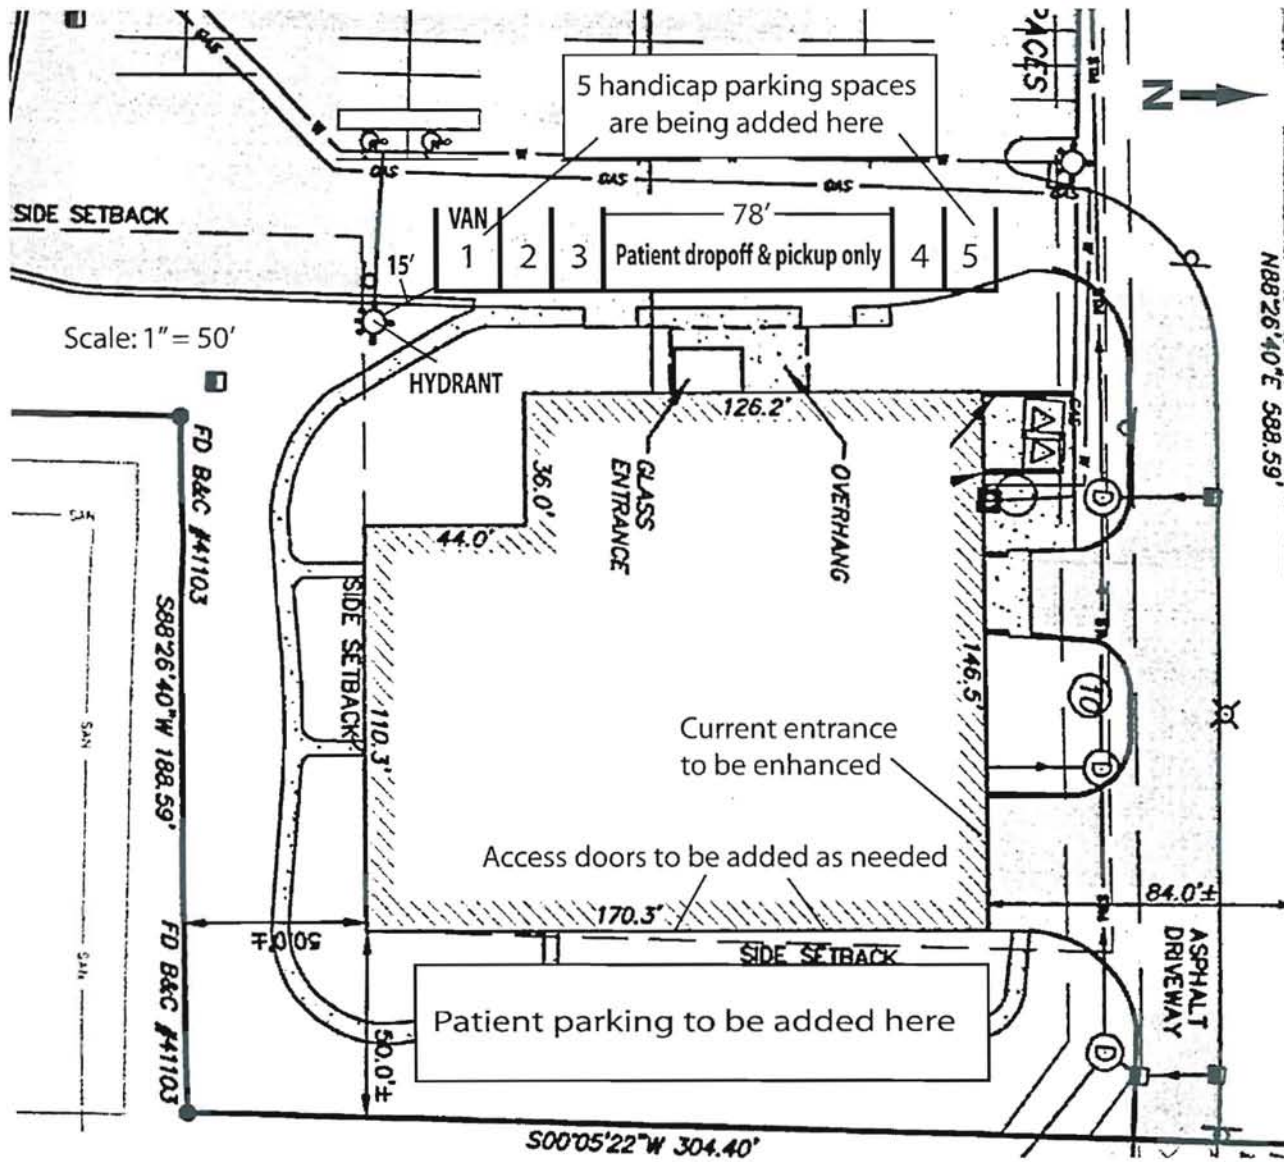 5 handicap parking spaces
are being added here
PACES
N
GAS
W
GAS
W
GAS
W
GAS
W
SIDE SETBACK
VAN
78'
1
2
3
Patient dropoff & pickup only
4
5
15'
Scale: 1" = 50'
HYDRANT
N88°26'40"E 588.59'
126.2'
GAS
W
FD B&C #41103
36.0'
GLASS
ENTRANCE
OVERHANG
D
SAN
44.0'
SIDE SETBACK
S88°26'40"W 188.59'
146.5'
10
110.3'
Current entrance
to be enhanced
D
SAN
Access doors to be added as needed
84.0'±
170.3'
50.0'±
SIDE SETBACK
ASPHALT
DRIVEWAY
FD B&C #41103
SAN
Patient parking to be added here
50.0'±
D
S00°05'22"W 304.40'